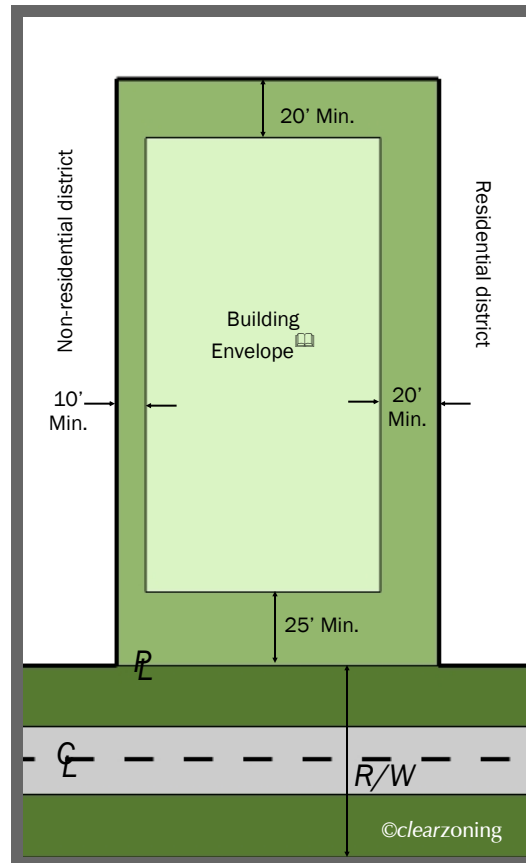 20' Min.
Non-residential district
Residential district
Building
Envelope
10'
Min.
20'
Min.
25' Min.
PL
CL
R/W
©clearzoning